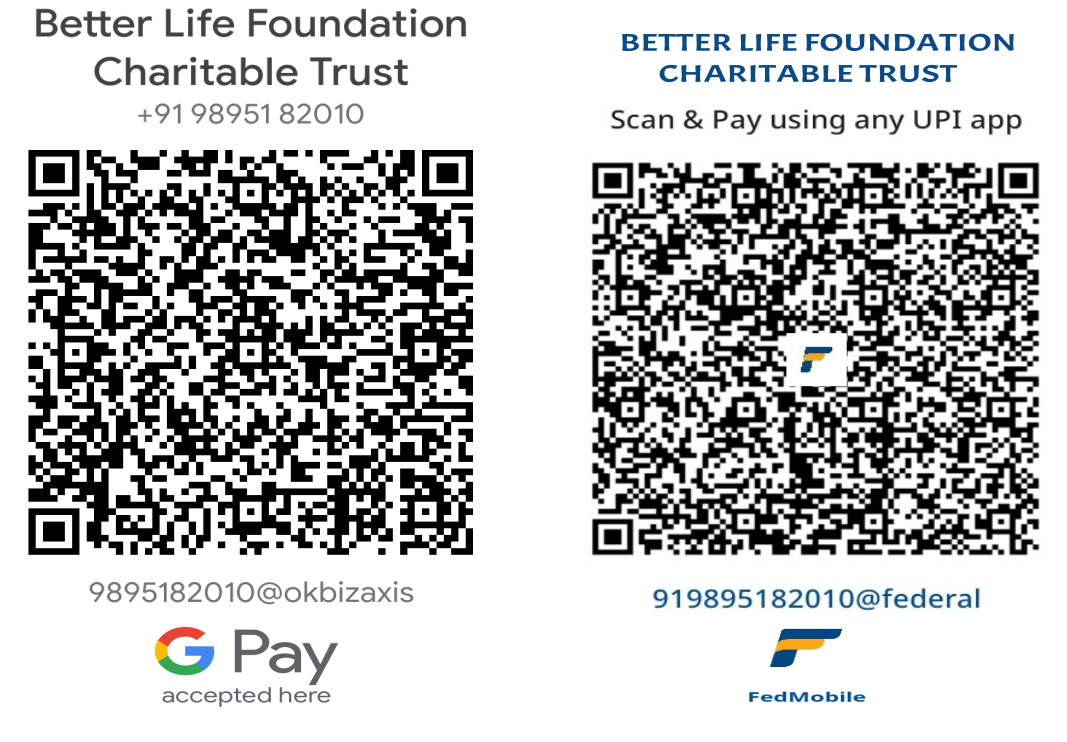 Better Life Foundation
Charitable Trust
+91 98951 82010
9895182010@okbizaxis
G Pay
accepted here
BETTER LIFE FOUNDATION
CHARITABLE TRUST
Scan & Pay using any UPI app
919895182010@federal
FedMobile